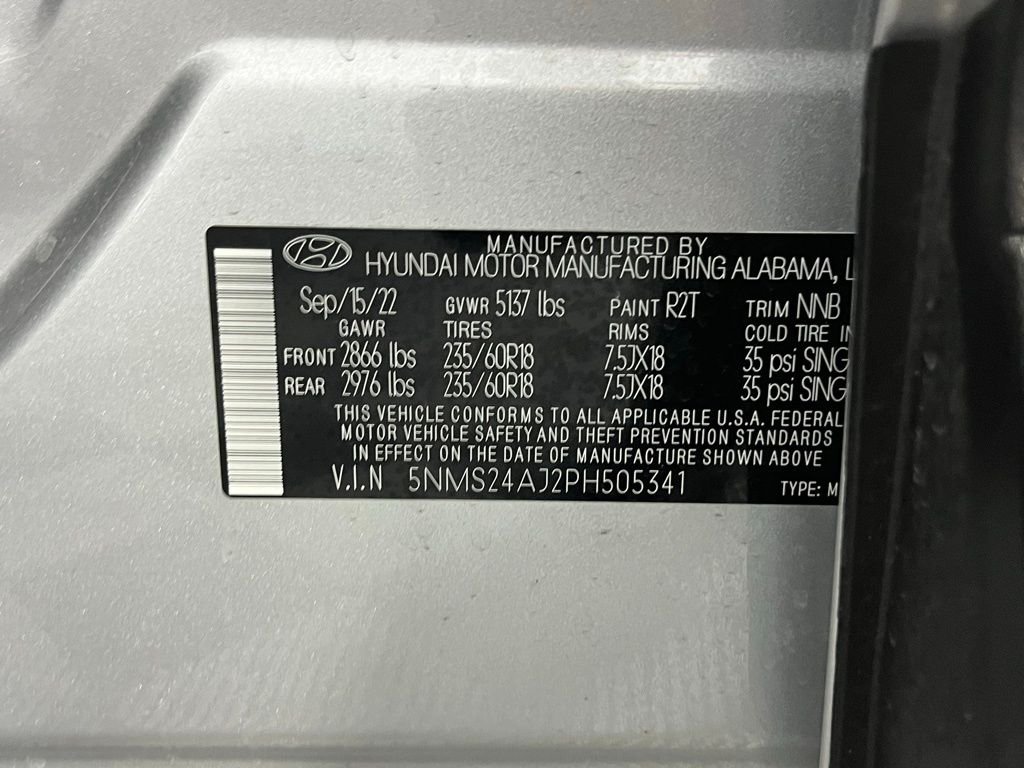 MANUFACTURED BY
HYUNDAI MOTOR MANUFACTURING ALABAMA, L
Sep/15/22 GVWR 5137 lbs PAINT R2T TRIM NNB
GAWR TIRES RIMS COLD TIRE IN
FRONT 2866 lbs 235/60R18 7.5JX18 35 psi SING
REAR 2976 lbs 235/60R18 7.5JX18 35 psi SING
THIS VEHICLE CONFORMS TO ALL APPLICABLE U.S.A. FEDERAL
MOTOR VEHICLE SAFETY AND THEFT PREVENTION STANDARDS
IN EFFECT ON THE DATE OF MANUFACTURE SHOWN ABOVE
V.I.N 5NMS24AJ2PH505341 TYPE: M